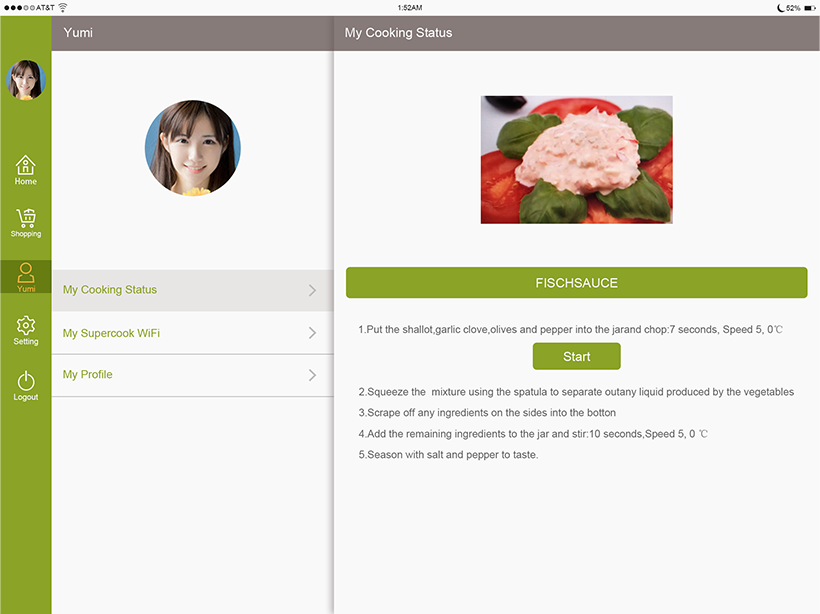 AT&T
1:52AM
52%
Yumi
My Cooking Status
Home
Shopping
Yumi
Setting
Logout
My Cooking Status
My Supercook WiFi
My Profile
FISCHSAUCE
1.Put the shallot,garlic clove,olives and pepper into the jarand chop:7 seconds, Speed 5, 0℃
Start
2.Squeeze the mixture using the spatula to separate outany liquid produced by the vegetables
3.Scrape off any ingredients on the sides into the botton
4.Add the remaining ingredients to the jar and stir:10 seconds,Speed 5, 0 ℃
5.Season with salt and pepper to taste.